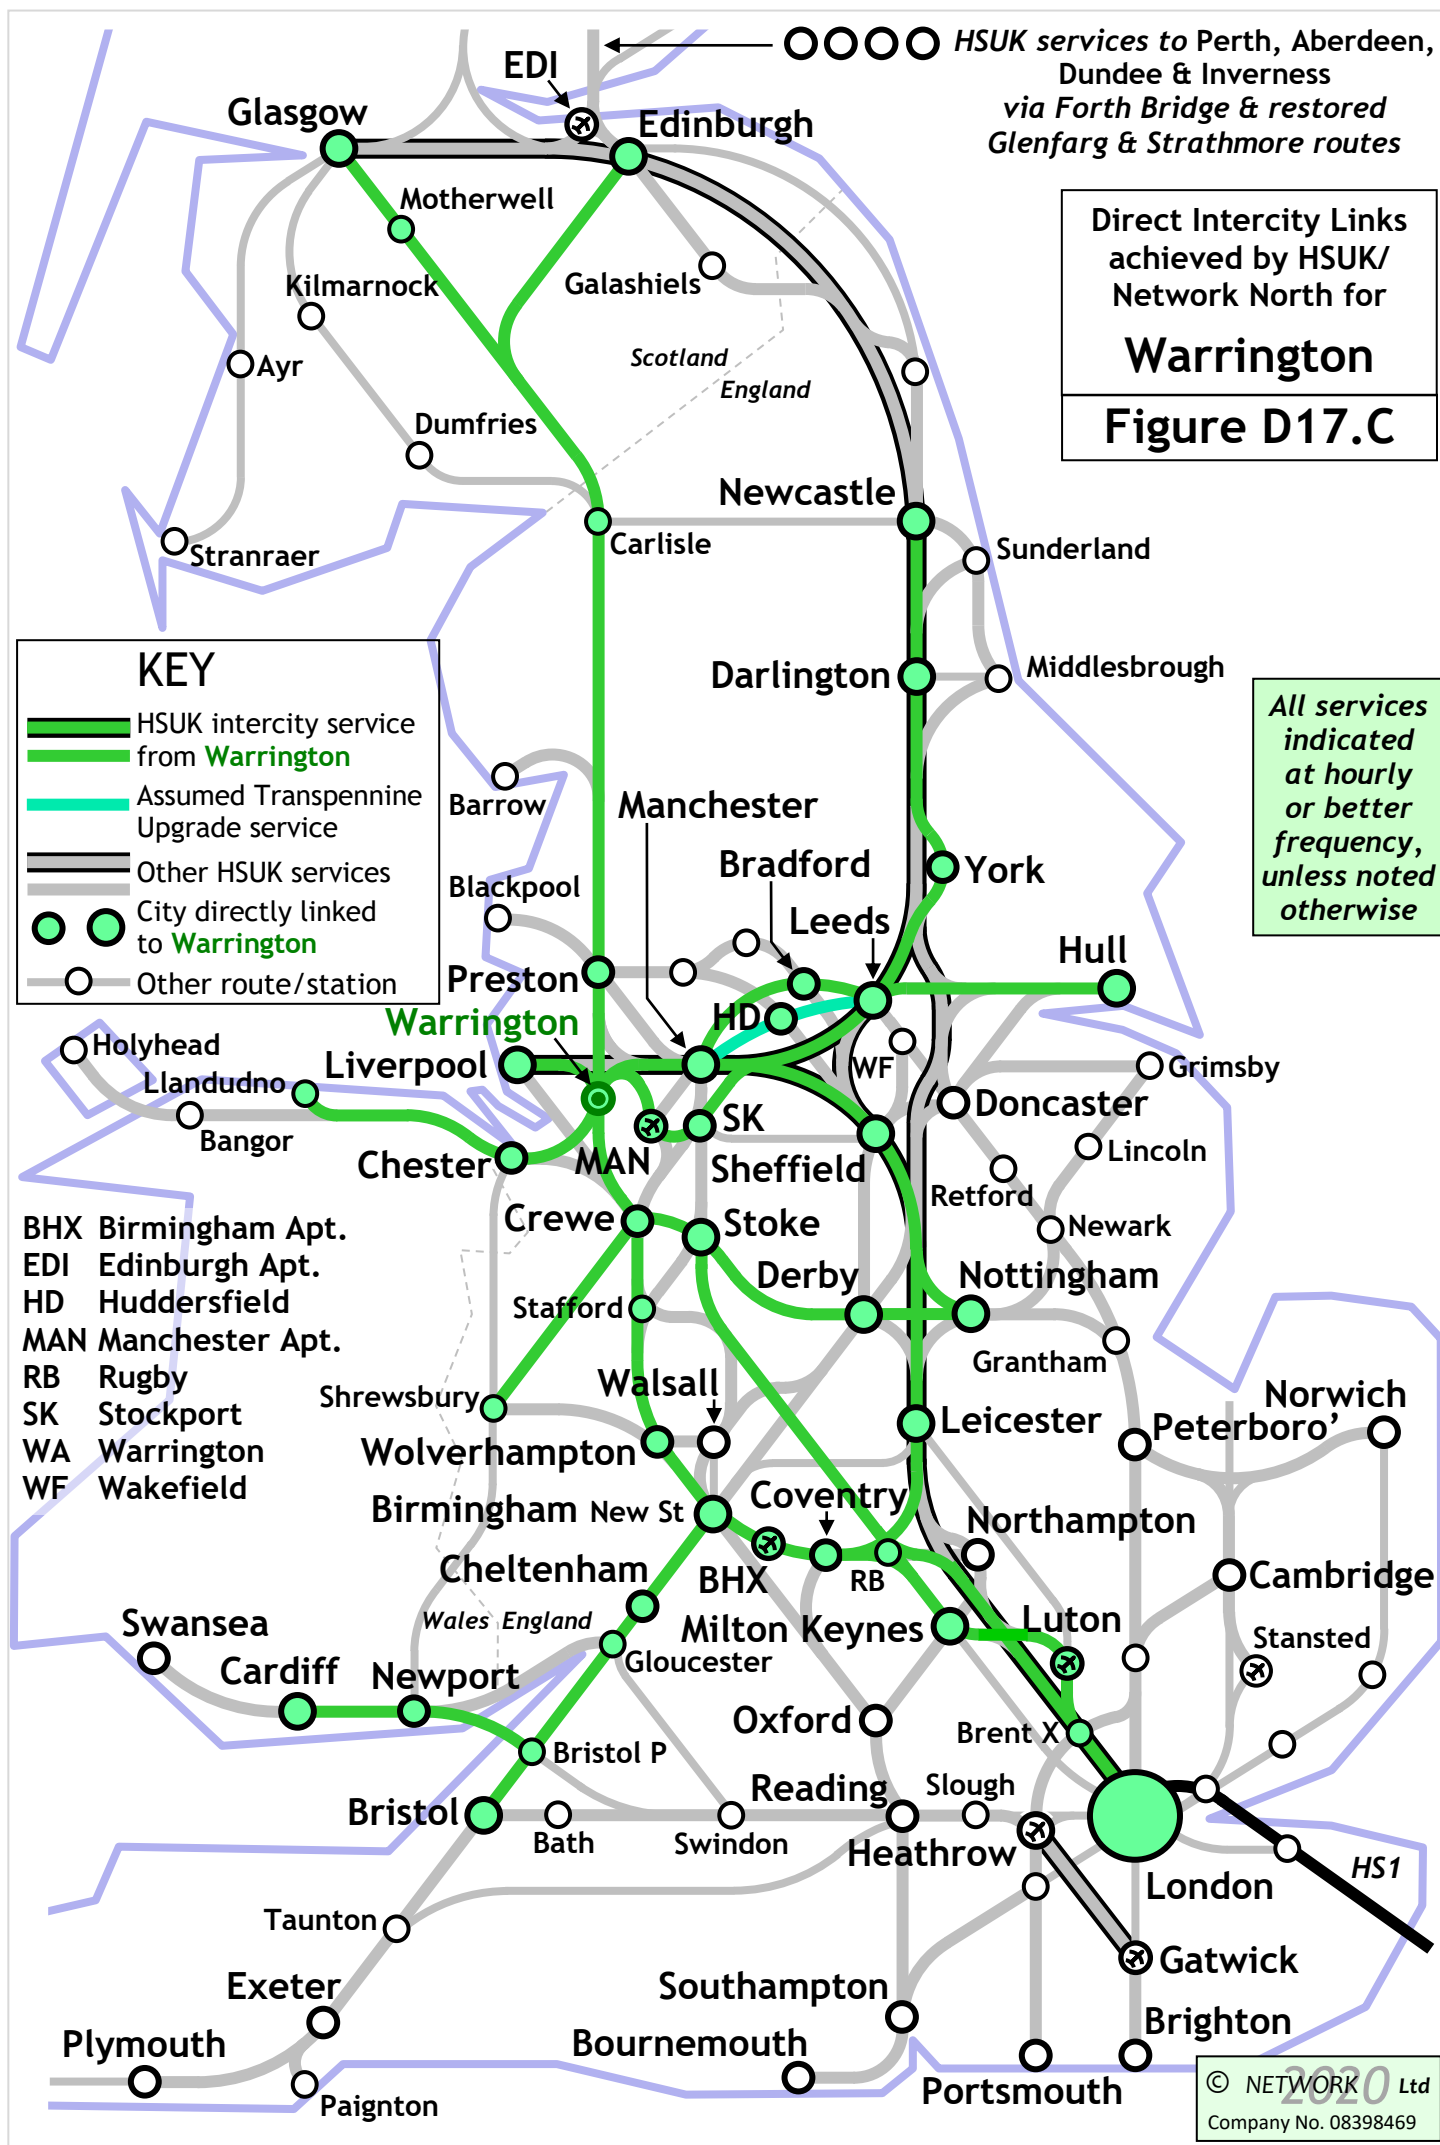 HSUK services to Perth, Aberdeen,
Dundee & Inverness
via Forth Bridge & restored
Glenfarg & Strathmore routes
EDI
Glasgow
Edinburgh
Motherwell
Direct Intercity Links
achieved by HSUK/
Network North for
Warrington
Figure D17.C
Galashiels
Kilmarnock
Scotland
England
Ayr
Dumfries
Newcastle
Carlisle
Sunderland
Stranraer
Darlington
Middlesbrough
KEY
HSUK intercity service
from Warrington
Assumed Transpennine
Upgrade service
Other HSUK services
City directly linked
to Warrington
Other route/station
All services
indicated
at hourly
or better
frequency,
unless noted
otherwise
Barrow
Manchester
Bradford
York
Blackpool
Leeds
Hull
Preston
Warrington
HD
Holyhead
Liverpool
WF
Grimsby
Llandudno
Doncaster
Bangor
SK
Chester
MAN
Sheffield
Lincoln
Retford
Crewe
Stoke
Newark
BHX Birmingham Apt.
EDI Edinburgh Apt.
HD Huddersfield
MAN Manchester Apt.
RB Rugby
SK Stockport
WA Warrington
WF Wakefield
Derby
Nottingham
Stafford
Grantham
Walsall
Shrewsbury
Norwich
Leicester
Peterboro'
Wolverhampton
Birmingham New St
Coventry
Northampton
Cheltenham
BHX
RB
Cambridge
Swansea
Wales England
Milton Keynes
Luton
Stansted
Cardiff
Newport
Gloucester
Oxford
Brent X
Bristol P
Reading
Slough
Bristol
Bath
Swindon
Heathrow
HS1
London
Taunton
Gatwick
Exeter
Southampton
Brighton
Plymouth
Bournemouth
Portsmouth
Paignton
© NETWORK 2020 Ltd
Company No. 08398469